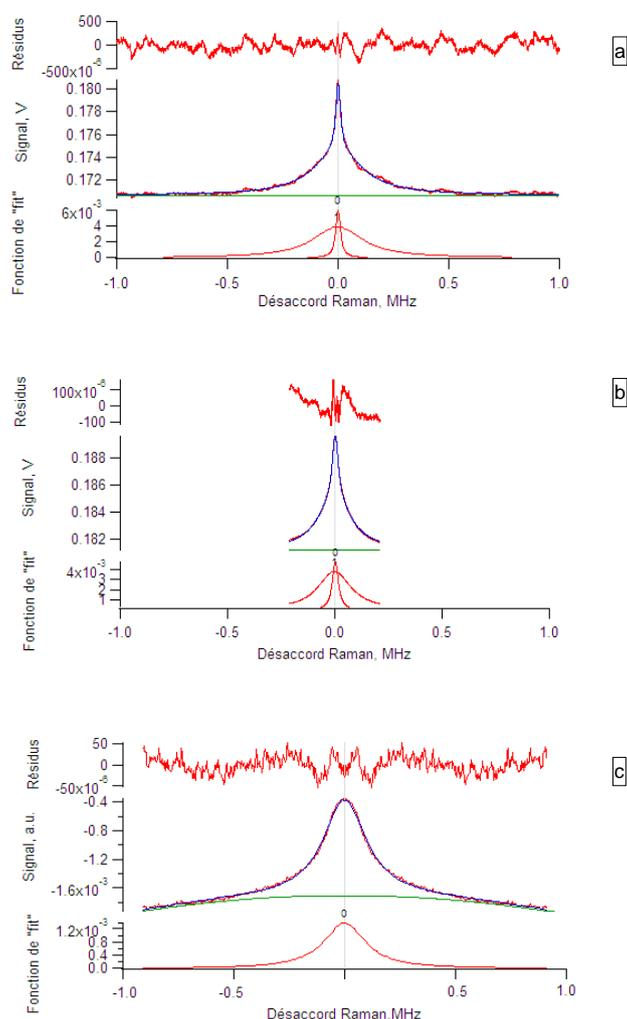 500
0
-500x10-6
Résidus
a
0.180
0.178
0.176
0.174
0.172
Signal, V
0
6x10-3
4
2
0
Fonction de "fit"
-1.0 -0.5 0.0 0.5 1.0
Désaccord Raman, MHz
100x10-6
0
-100
Résidus
b
0.188
0.186
0.184
0.182
Signal, V
0
1
4x10-3
3
2
1
Fonction de "fit"
-1.0 -0.5 0.0 0.5 1.0
Désaccord Raman, MHz
50
0
-50x10-6
Résidus
c
-0.4
-0.8
-1.2
-1.6x10-3
Signal, a.u.
0
1.2x10-3
0.8
0.4
0.0
Fonction de "fit"
-1.0 -0.5 0.5 1.0
Désaccord Raman,MHz